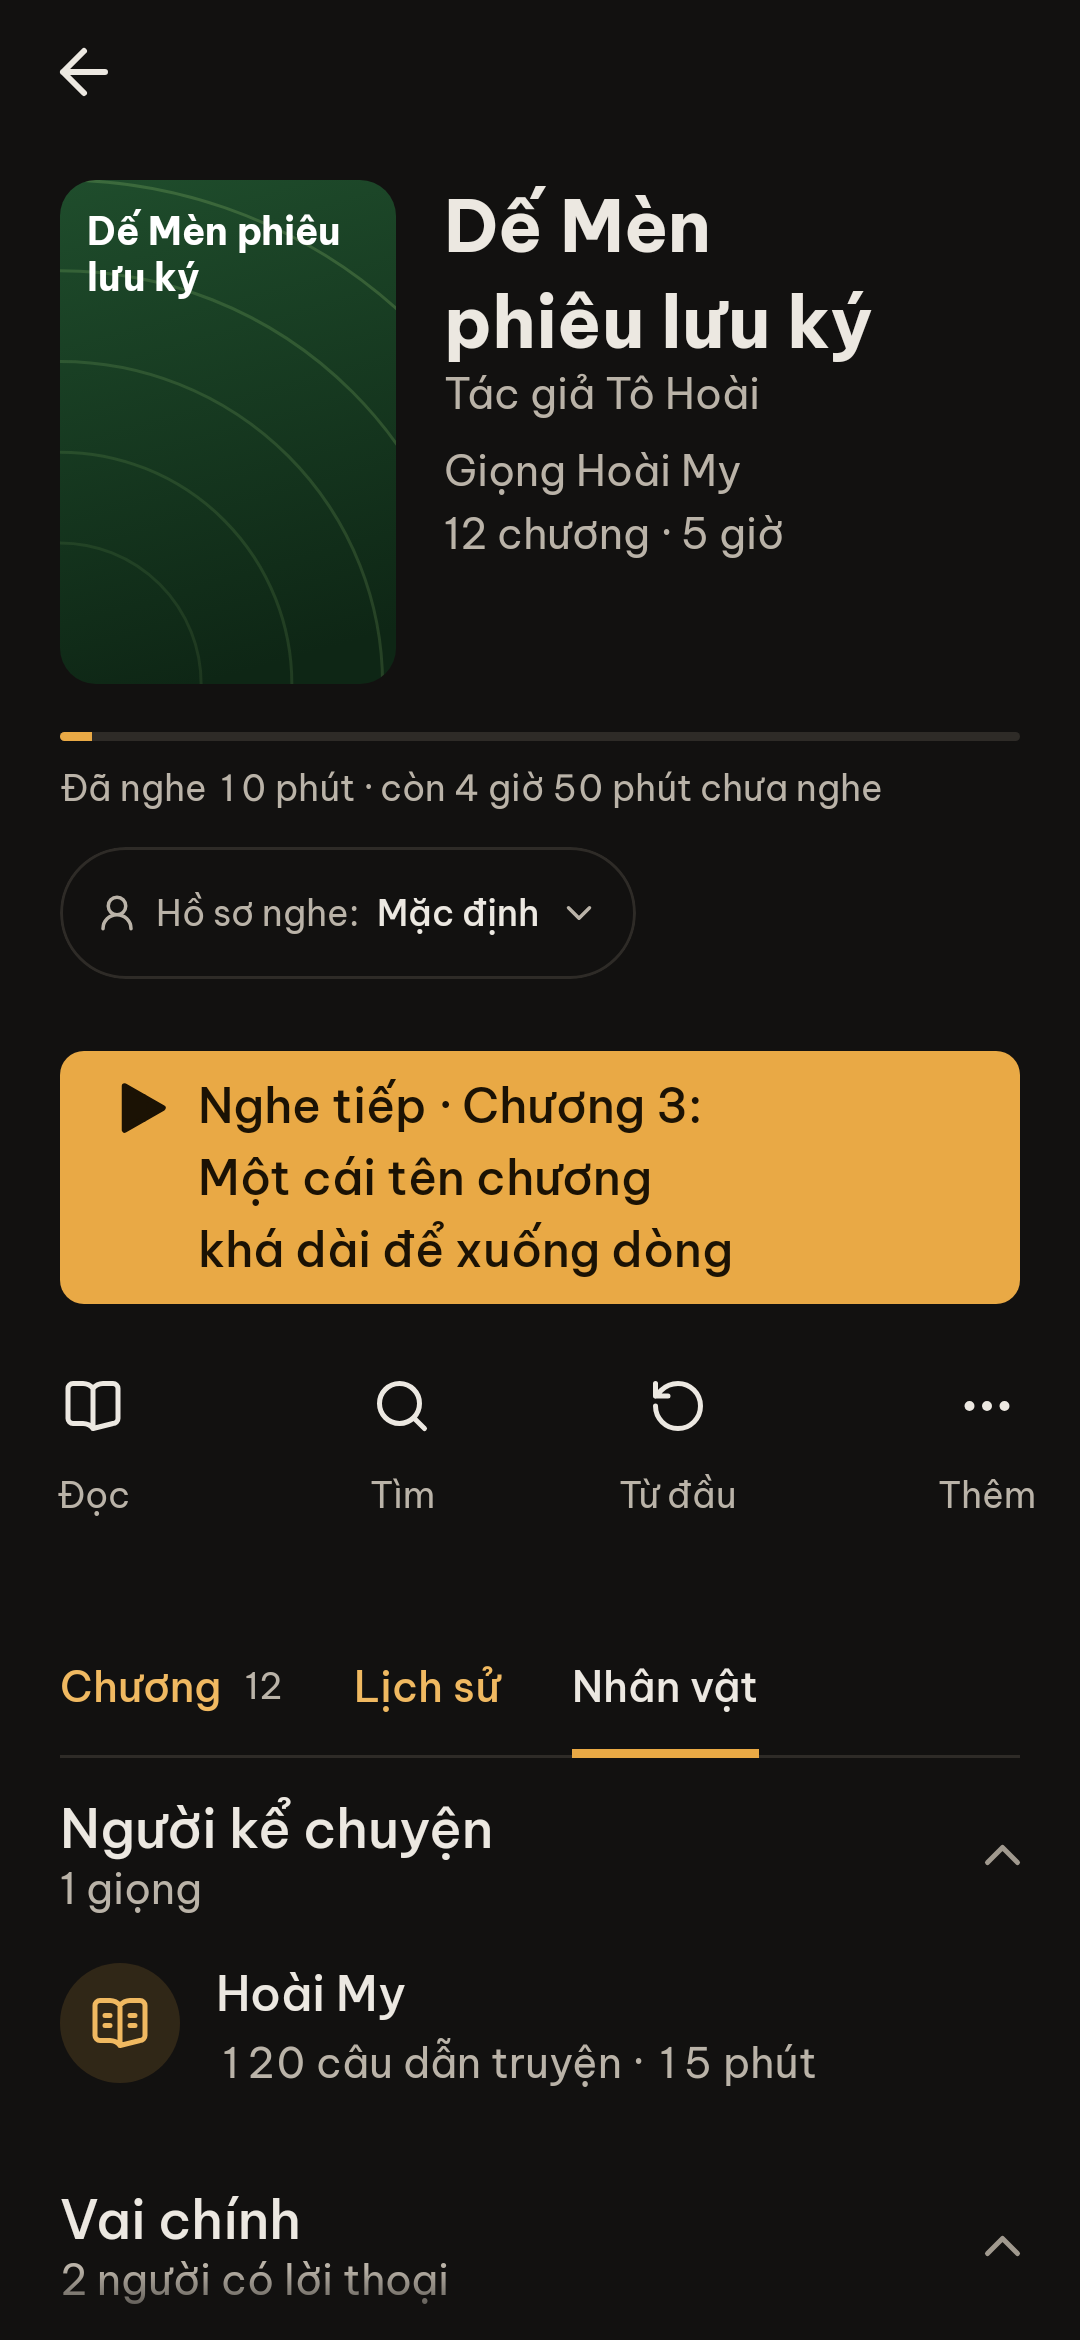 Dế Mèn phiêu
lưu ký
Dế Mèn
phiêu lưu ký
Tác giả Tô Hoài
Giọng Hoài My
12 chương · 5 giờ
Đã nghe 10 phút · còn 4 giờ 50 phút chưa nghe
Hồ sơ nghe: Mặc định
Nghe tiếp · Chương 3:
Một cái tên chương
khá dài để xuống dòng
Đọc
Tìm
Từ đầu
Thêm
Chương 12 Lịch sử Nhân vật
Người kể chuyện
1 giọng
Hoài My
120 câu dẫn truyện · 15 phút
Vai chính
2 người có lời thoại